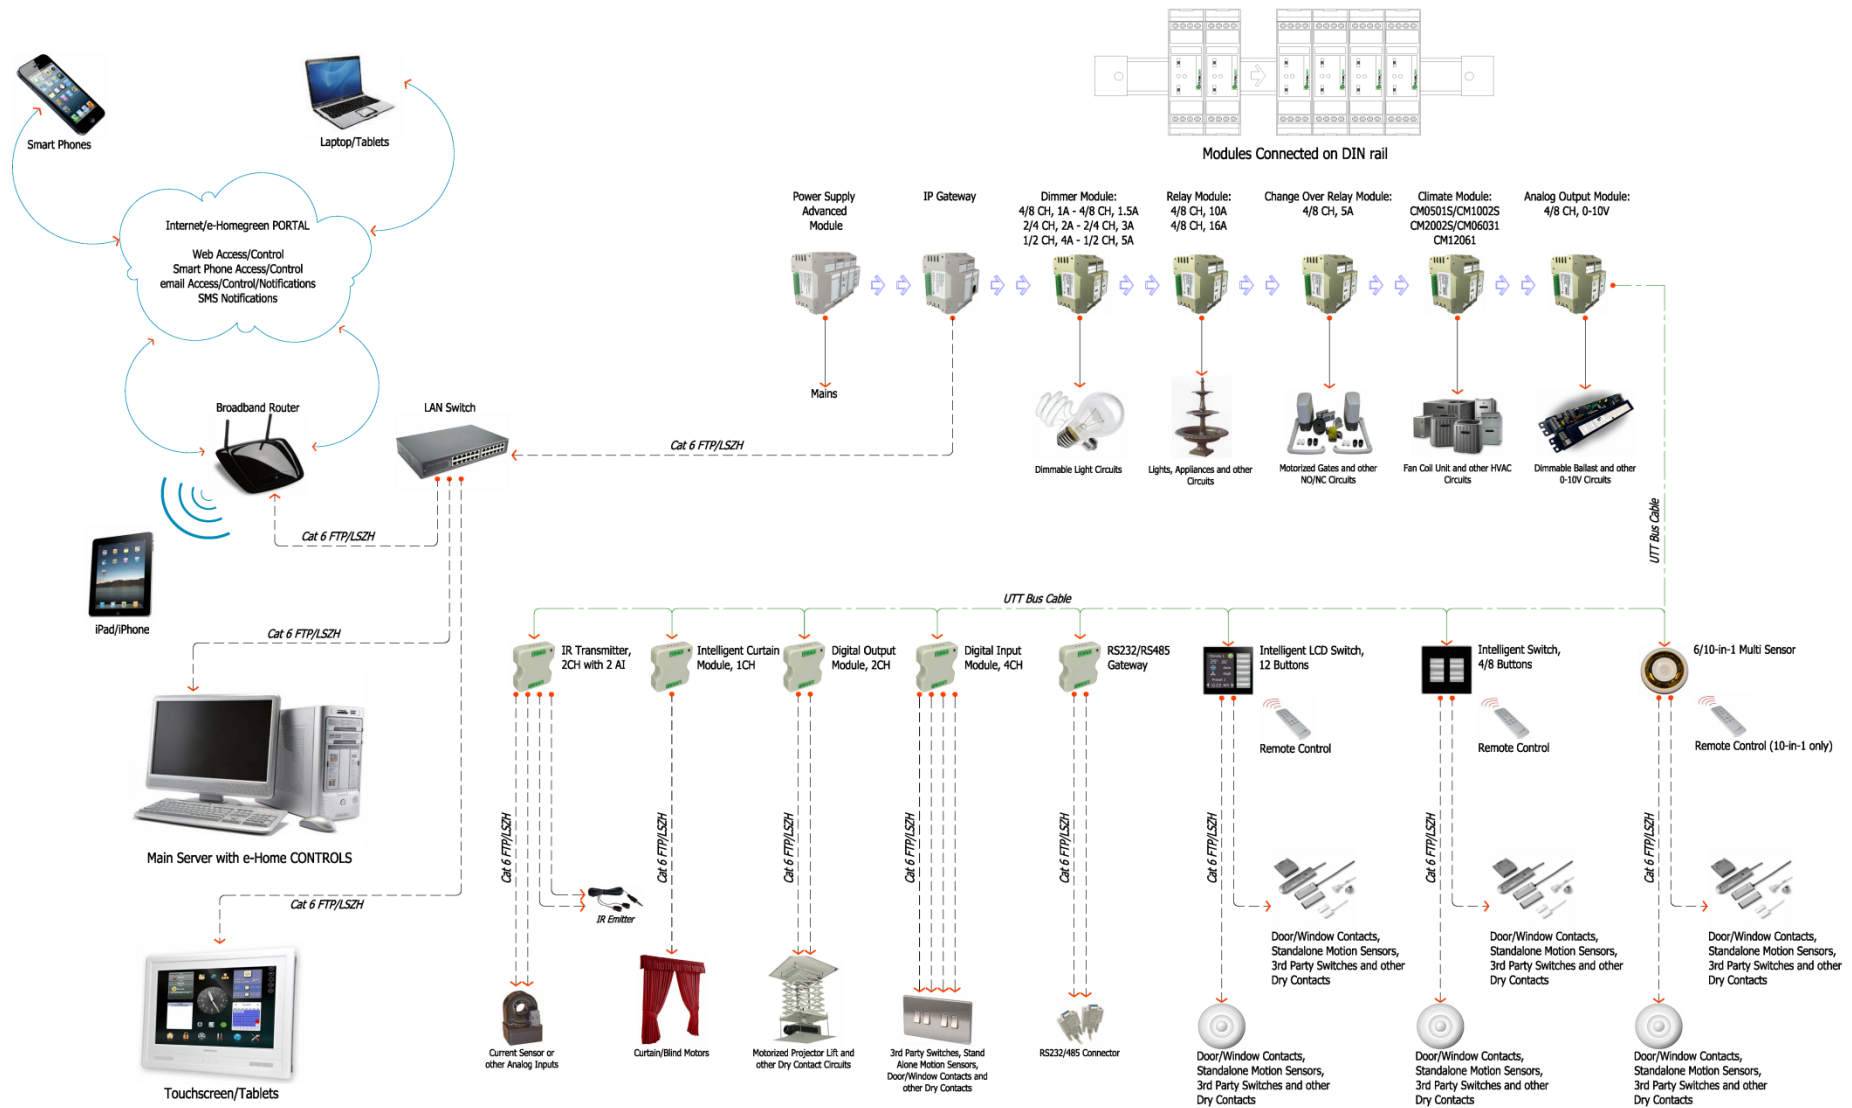 Smart Phones
Laptop/Tablets
Modules Connected on DIN rail
Internet/e-Homegreen PORTAL
Web Access/Control
Smart Phone Access/Control
email Access/Control/Notifications
SMS Notifications
Power Supply
Advanced
Module
IP Gateway
Dimmer Module:
4/8 CH, 1A - 4/8 CH, 1.5A
2/4 CH, 2A - 2/4 CH, 3A
1/2 CH, 4A - 1/2 CH, 5A
Relay Module:
4/8 CH, 10A
4/8 CH, 16A
Change Over Relay Module:
4/8 CH, 5A
Climate Module:
CM0501S/CM1002S
CM2002S/CM06031
CM12061
Analog Output Module:
4/8 CH, 0-10V
Mains
Broadband Router
LAN Switch
Cat 6 FTP/LSZH
Dimmable Light Circuits
Lights, Appliances and other
Circuits
Motorized Gates and other
NO/NC Circuits
Fan Coil Unit and other HVAC
Circuits
Dimmable Ballast and other
0-10V Circuits
UTT Bus Cable
Cat 6 FTP/LSZH
iPad/iPhone
Cat 6 FTP/LSZH
UTT Bus Cable
IR Transmitter,
2CH with 2 AI
Intelligent Curtain
Module, 1CH
Digital Output
Module, 2CH
Digital Input
Module, 4CH
RS232/RS485
Gateway
Intelligent LCD Switch,
12 Buttons
Intelligent Switch,
4/8 Buttons
6/10-in-1 Multi Sensor
Remote Control
Remote Control
Remote Control (10-in-1 only)
Main Server with e-Home CONTROLS
Cat 6 FTP/LSZH
Cat 6 FTP/LSZH
Cat 6 FTP/LSZH
Cat 6 FTP/LSZH
Cat 6 FTP/LSZH
Cat 6 FTP/LSZH
Cat 6 FTP/LSZH
Cat 6 FTP/LSZH
Cat 6 FTP/LSZH
IR Emitter
Door/Window Contacts,
Standalone Motion Sensors,
3rd Party Switches and other
Dry Contacts
Door/Window Contacts,
Standalone Motion Sensors,
3rd Party Switches and other
Dry Contacts
Door/Window Contacts,
Standalone Motion Sensors,
3rd Party Switches and other
Dry Contacts
Touchscreen/Tablets
Current Sensor or
other Analog Inputs
Curtain/Blind Motors
Motorized Projector Lift and
other Dry Contact Circuits
3rd Party Switches, Stand
Alone Motion Sensors,
Door/Window Contacts and
other Dry Contacts
RS232/485 Connector
Door/Window Contacts,
Standalone Motion Sensors,
3rd Party Switches and other
Dry Contacts
Door/Window Contacts,
Standalone Motion Sensors,
3rd Party Switches and other
Dry Contacts
Door/Window Contacts,
Standalone Motion Sensors,
3rd Party Switches and other
Dry Contacts